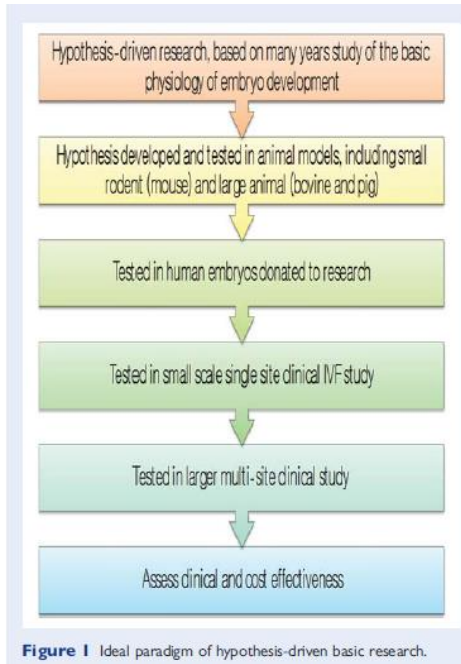 Hypothesis-driven research, based on many years study of the basic
physiology of embryo development
Hypothesis developed and tested in animal models, including small
rodent (mouse) and large animal (bovine and pig)
Tested in human embryos donated to research
Tested in small scale single site clinical IVF study
Tested in larger multi-site clinical study
Assess clinical and cost effectiveness
Figure 1 Ideal paradigm of hypothesis-driven basic research.